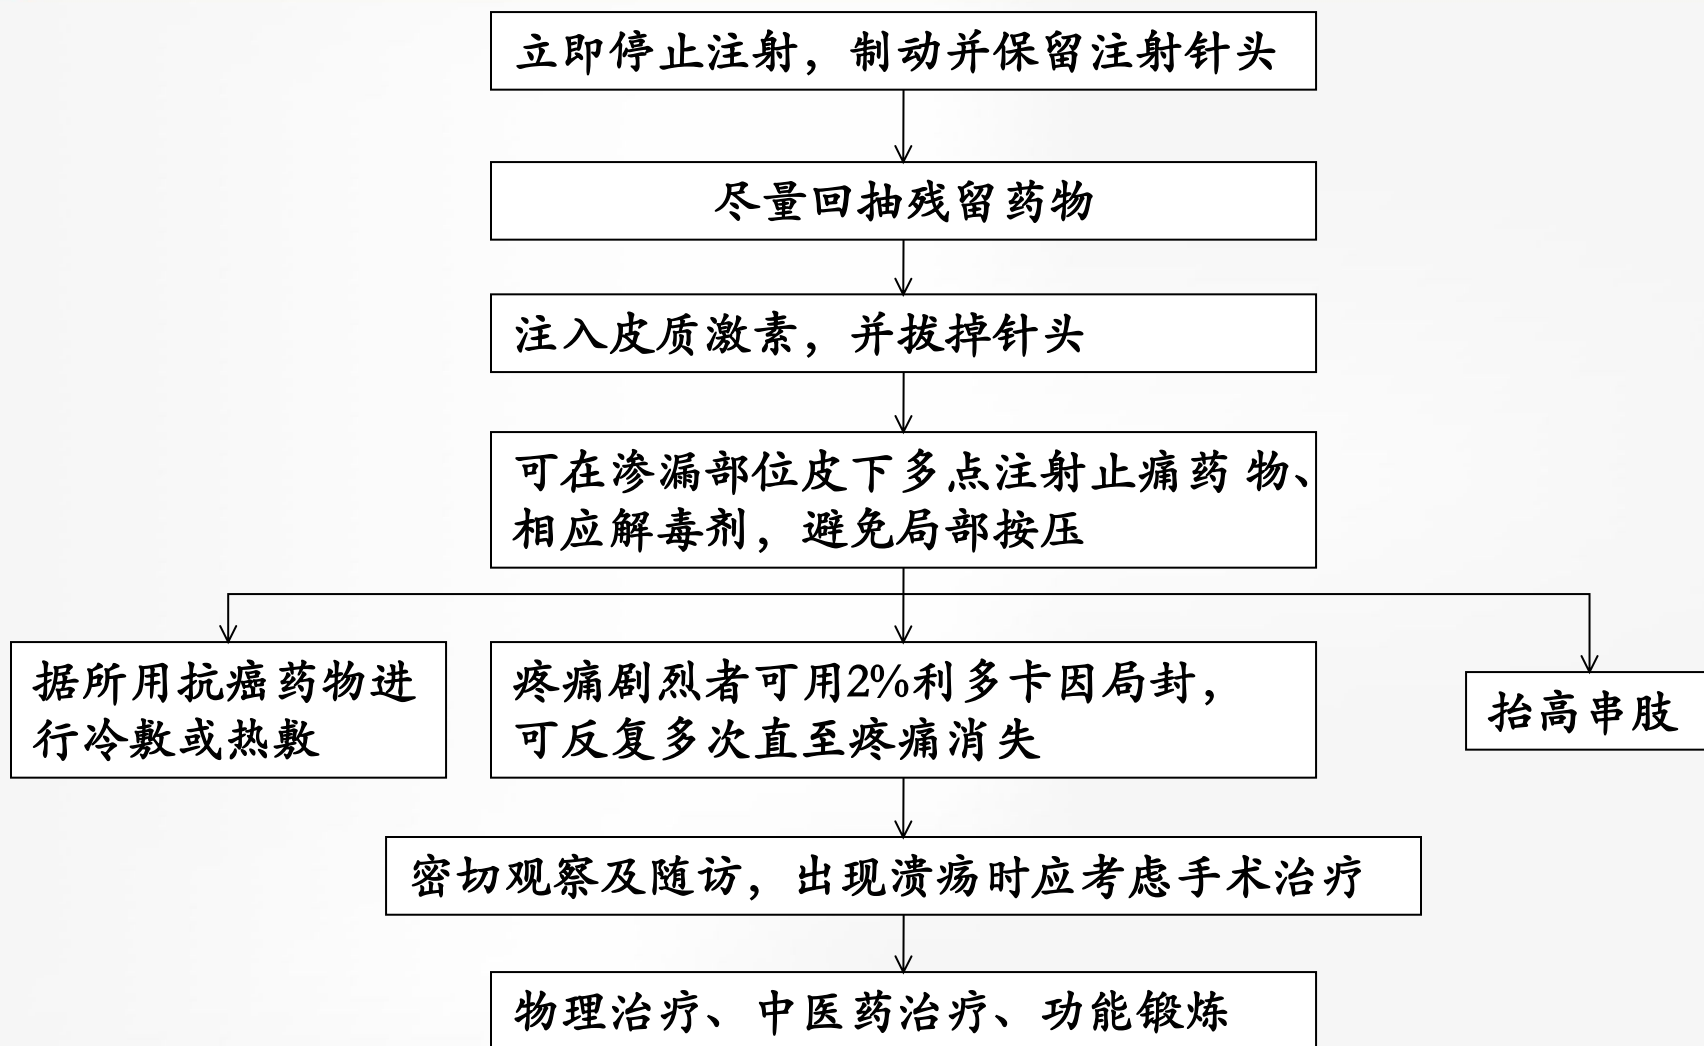 立即停止注射，制动并保留注射针头
尽量回抽残留药物
注入皮质激素，并拔掉针头
可在渗漏部位皮下多点注射止痛药 物、
相应解毒剂，避免局部按压
据所用抗癌药物进
行冷敷或热敷
疼痛剧烈者可用2%利多卡因局封，
可反复多次直至疼痛消失
抬高串肢
密切观察及随访，出现溃疡时应考虑手术治疗
物理治疗、中医药治疗、功能锻炼